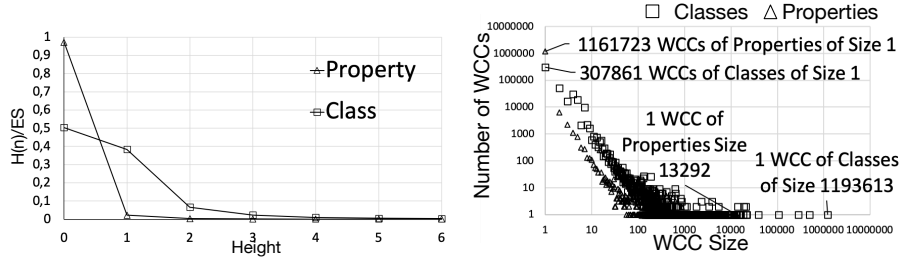 1
0,9
0,8
0,7
0,6
0,5
0,4
0,3
0,2
0,1
0
H(n)/ES
0 1 2 3 4 5 6
Height
Property
Class
Classes Properties
10000000
1000000
100000
10000
1000
100
10
1
Number of WCCs
1161723 WCCs of Properties of Size 1
307861 WCCs of Classes of Size 1
1 WCC of
Properties Size
13292
1 WCC of Classes
of Size 1193613
1 10 100 1000 10000 100000 1000000 10000000
WCC Size